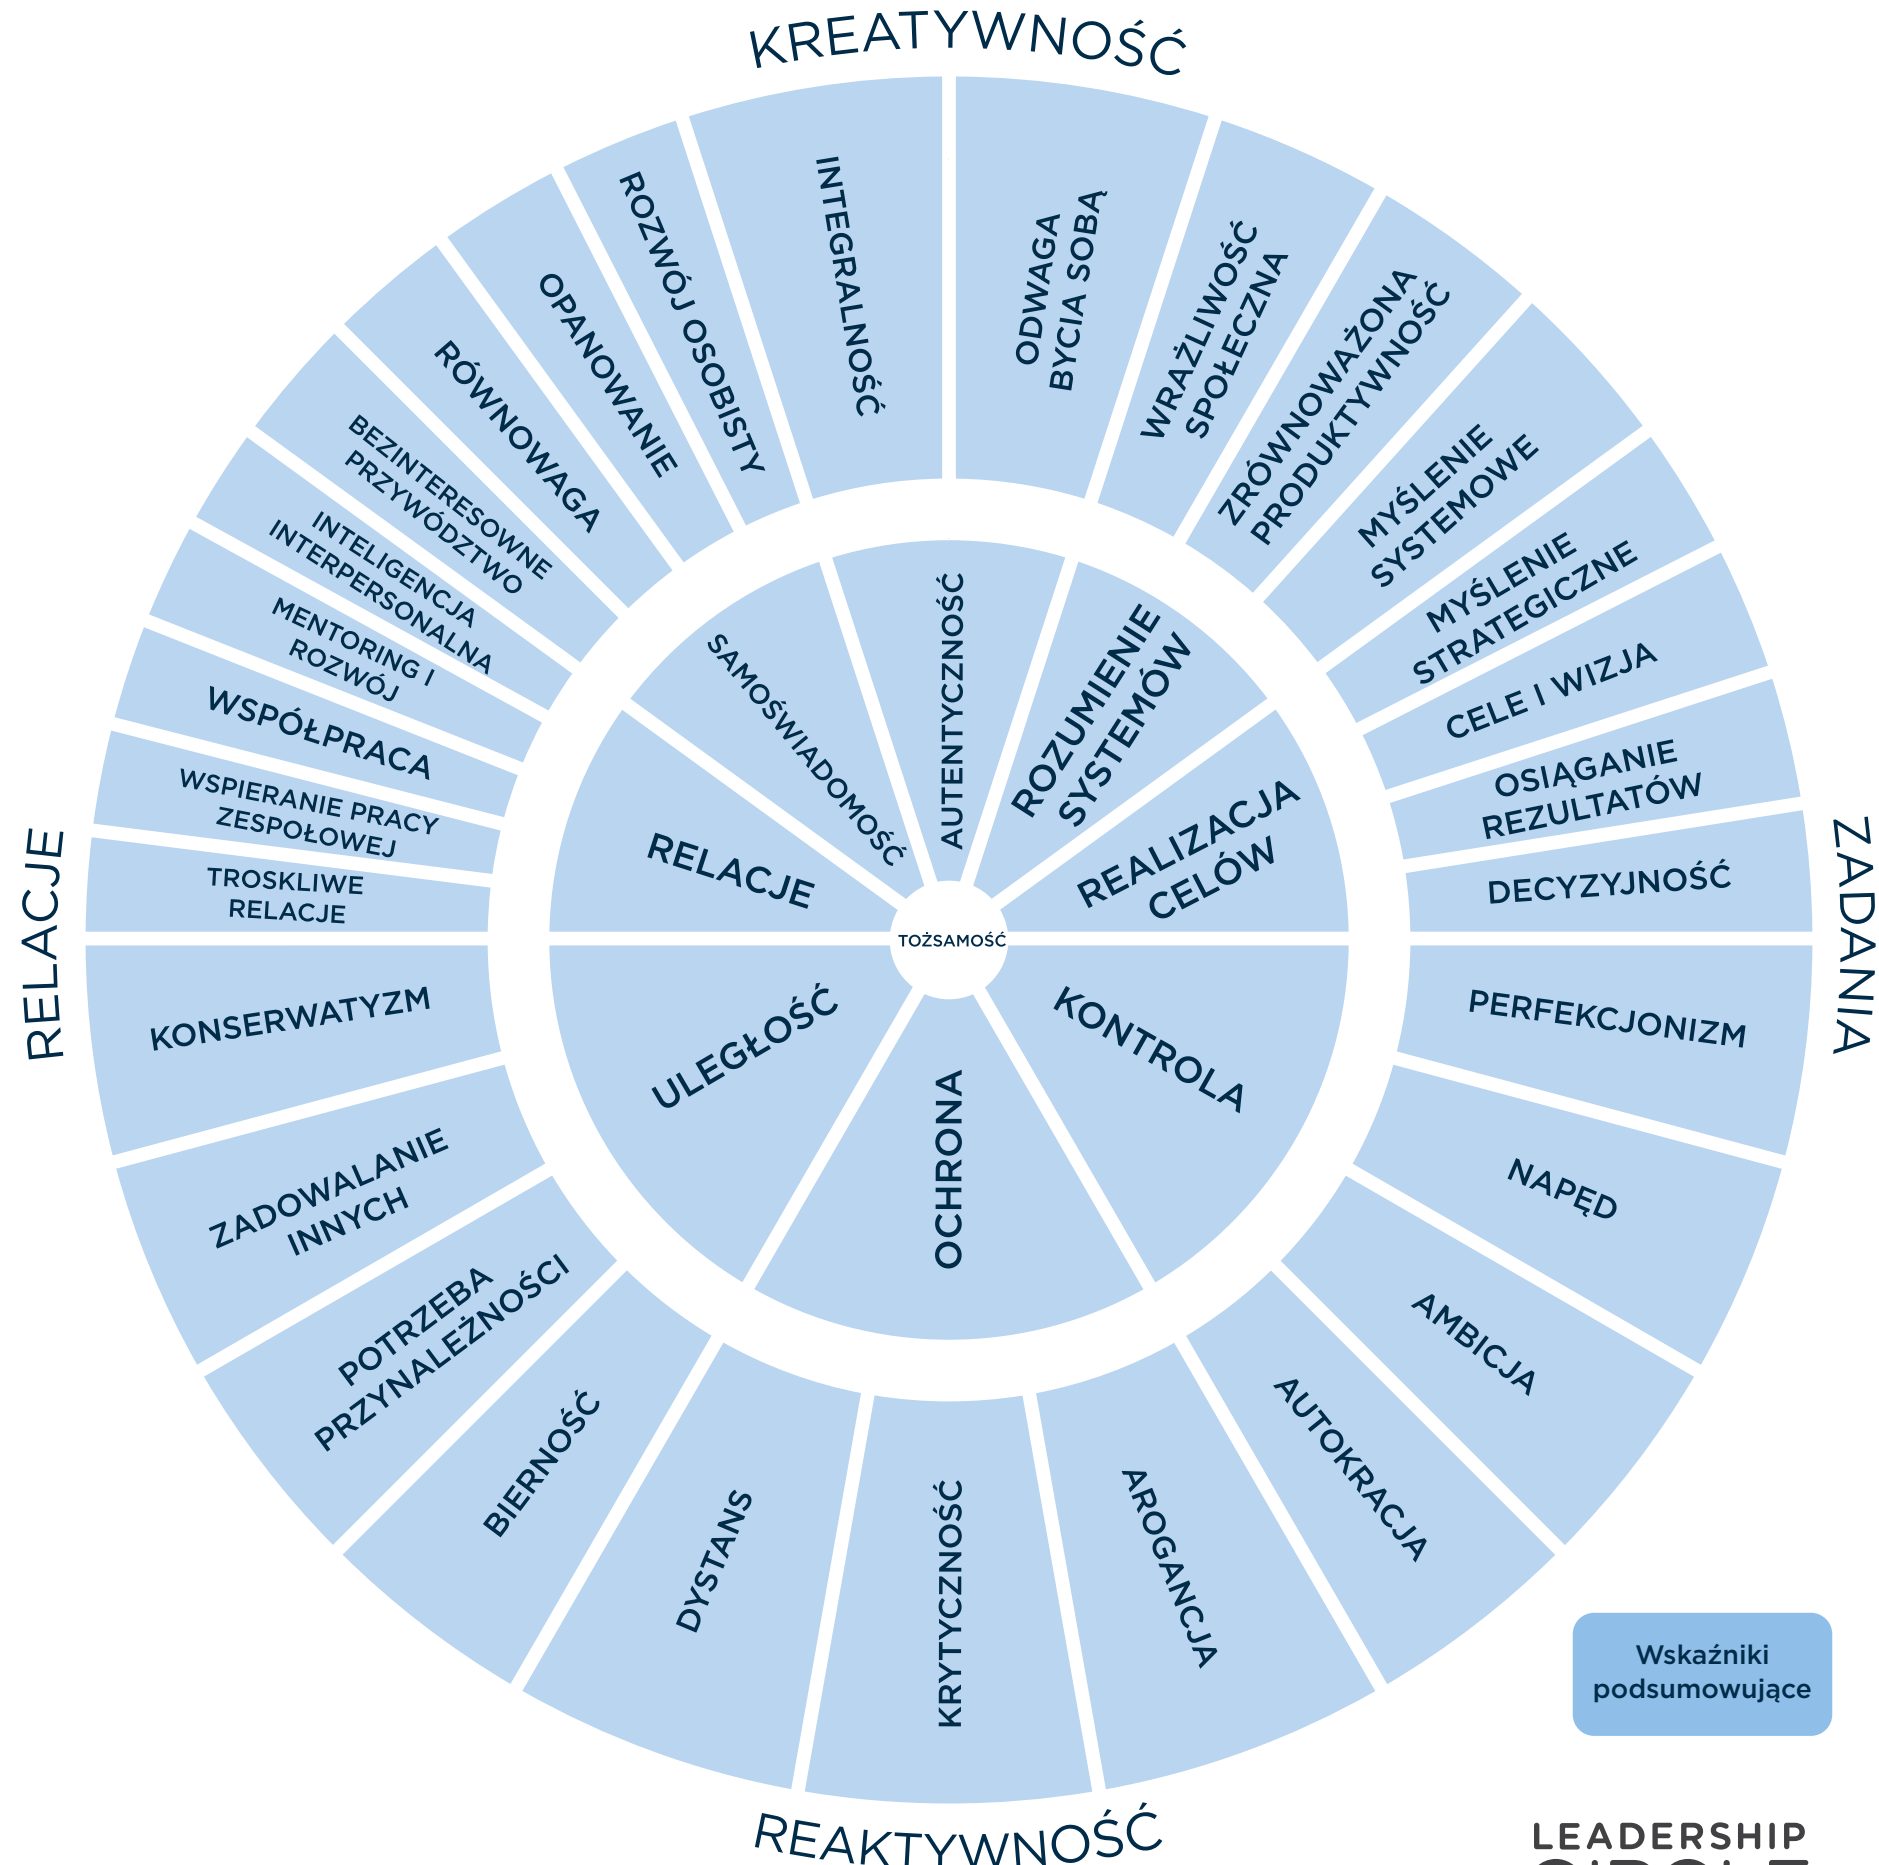 KREATYWNOŚĆ
INTEGRALNOŚĆ
ODWAGA
BYCIA SOBĄ
WRAŻLIWOŚĆ
SPOŁECZNA
ZRÓWNOWAŻONA
PRODUKTYWNOŚĆ
MYŚLENIE
SYSTEMOWE
MYŚLENIE
STRATEGICZNE
CELE I WIZJA
OSIĄGANIE
REZULTATÓW
DECYZYJNOŚĆ
ZADANIA
PERFEKCJONIZM
NAPĘD
AMBICJA
AUTOKRACJA
AROGANCJA
KRYTYCZNOŚĆ
DYSTANS
BIERNOŚĆ
POTRZEBA
PRZYNALEŻNOŚCI
ZADOWALANIE
INNYCH
KONSERWATYZM
RELACJE
TROSKLIWE
RELACJE
WSPIERANIE PRACY
ZESPOŁOWEJ
WSPÓŁPRACA
MENTORING I
ROZWÓJ
INTELIGENCJA
INTERPERSONALNA
BEZINTERESOWNE
PRZYWÓDZTWO
RÓWNOWAGA
OPANOWANIE
ROZWÓJ OSOBISTY
RELACJE
SAMOŚWIADOMOŚĆ
AUTENTYCZNOŚĆ
ROZUMIENIE
SYSTEMÓW
REALIZACJA
CELÓW
TOŻSAMOŚĆ
KONTROLA
OCHRONA
ULEGŁOŚĆ
REAKTYWNOŚĆ
Wskaźniki
podsumowujące
LEADERSHIP